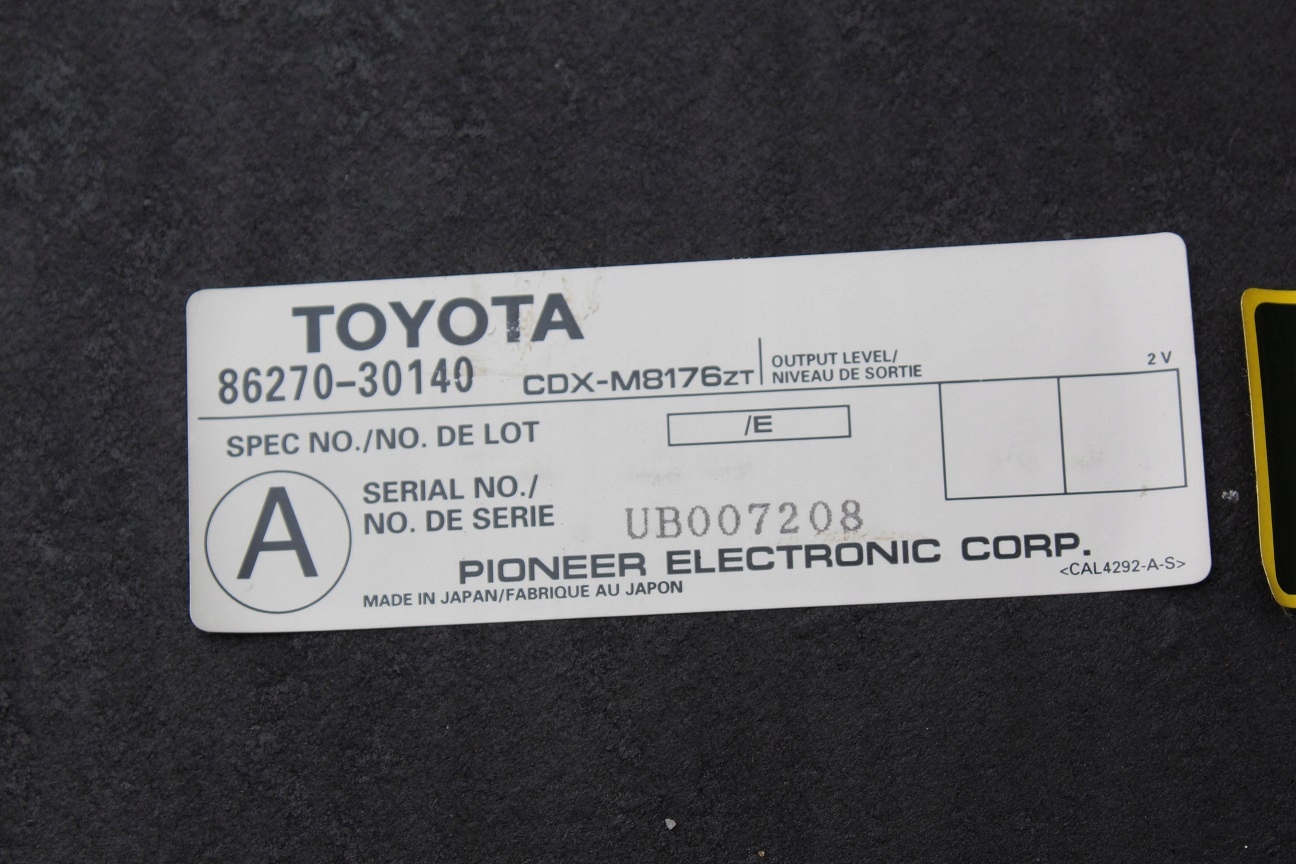 TOYOTA
86270-30140 CDX-M8176ZT OUTPUT LEVEL/ 2 V
NIVEAU DE SORTIE
SPEC NO./NO. DE LOT /E
A
SERIAL NO./
NO. DE SERIE UB007208
PIONEER ELECTRONIC CORP.
MADE IN JAPAN/FABRIQUE AU JAPON <CAL4292-A-S>